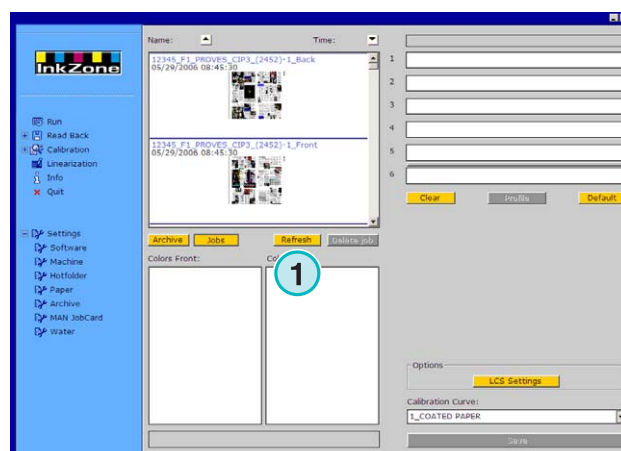 InkZone
Run
Read Back
Calibration
Linearization
Info
Quit
Settings
Software
Machine
Hotfolder
Paper
Archive
MAN JobCard
Water
Name:
Time:
12345_F1_PROVES_CIP3_(2452)-1_Back
05/29/2006 08:45:30
12345_F1_PROVES_CIP3_(2452)-1_Front
05/29/2006 08:45:30
Archive
Jobs
Refresh
Delete job
Colors Front:
1
1
2
3
4
5
6
Clear
Profile
Default
Options
LCS Settings
Calibration Curve:
1_COATED PAPER
Save